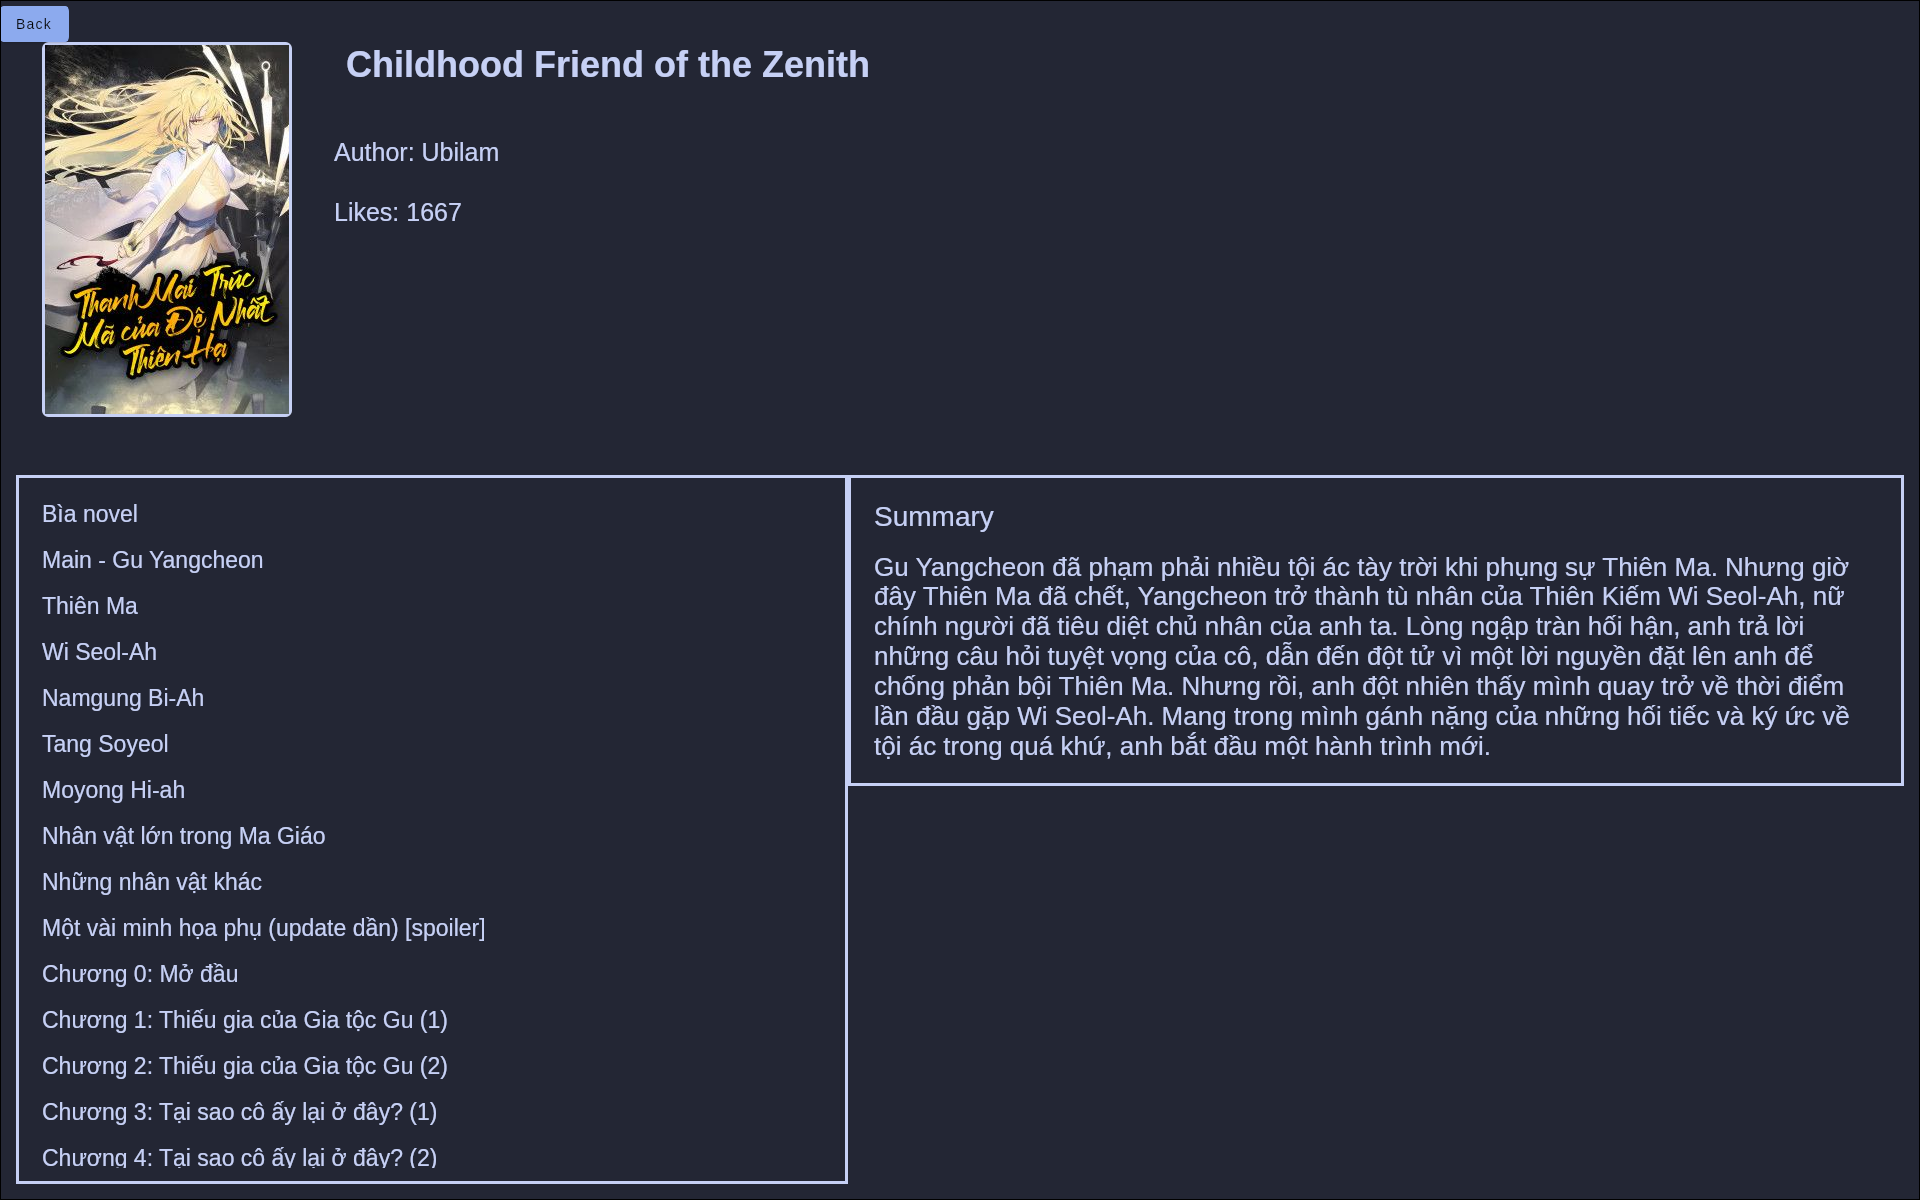 Back
Childhood Friend of the Zenith
Author: Ubilam
Likes: 1667
Thanh Mai Trúc
Mã của Đệ Nhất
Thiên Hạ
Bìa novel
Main - Gu Yangcheon
Thiên Ma
Wi Seol-Ah
Namgung Bi-Ah
Tang Soyeol
Moyong Hi-ah
Nhân vật lớn trong Ma Giáo
Những nhân vật khác
Một vài minh họa phụ (update dần) [spoiler]
Chương 0: Mở đầu
Chương 1: Thiếu gia của Gia tộc Gu (1)
Chương 2: Thiếu gia của Gia tộc Gu (2)
Chương 3: Tại sao cô ấy lại ở đây? (1)
Chương 4: Tại sao cô ấy lại ở đây? (2)
Summary
Gu Yangcheon đã phạm phải nhiều tội ác tày trời khi phụng sự Thiên Ma. Nhưng giờ
đây Thiên Ma đã chết, Yangcheon trở thành tù nhân của Thiên Kiếm Wi Seol-Ah, nữ
chính người đã tiêu diệt chủ nhân của anh ta. Lòng ngập tràn hối hận, anh trả lời
những câu hỏi tuyệt vọng của cô, dẫn đến đột tử vì một lời nguyền đặt lên anh để
chống phản bội Thiên Ma. Nhưng rồi, anh đột nhiên thấy mình quay trở về thời điểm
lần đầu gặp Wi Seol-Ah. Mang trong mình gánh nặng của những hối tiếc và ký ức về
tội ác trong quá khứ, anh bắt đầu một hành trình mới.